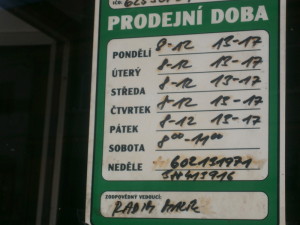 PRODEJNÍ DOBA
PONDĚLÍ 8-12 13-17
ÚTERÝ 8-12 13-17
STŘEDA 8-12 13-17
ČTVRTEK 8-12 13-17
PÁTEK 8-12 13-17
SOBOTA 8⁰⁰-11⁰⁰
NEDĚLE 602131971
ZODPOVĚDNÝ VEDOUCÍ: